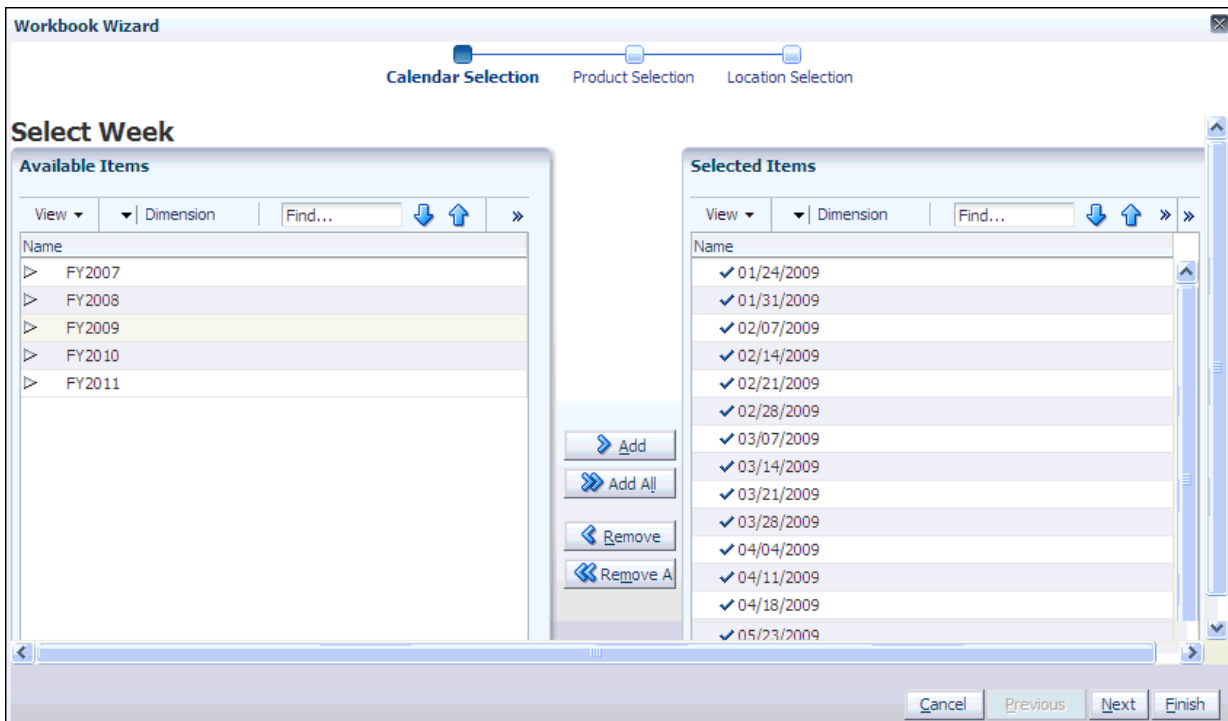 Workbook Wizard
Calendar Selection
Product Selection
Location Selection
Select Week
Available Items
View
Dimension
Find...
»
Name
FY2007
FY2008
FY2009
FY2010
FY2011
Add
Add All
Remove
Remove A
Selected Items
View
Dimension
Find...
» »
Name
01/24/2009
01/31/2009
02/07/2009
02/14/2009
02/21/2009
02/28/2009
03/07/2009
03/14/2009
03/21/2009
03/28/2009
04/04/2009
04/11/2009
04/18/2009
05/23/2009
Cancel
Previous
Next
Finish